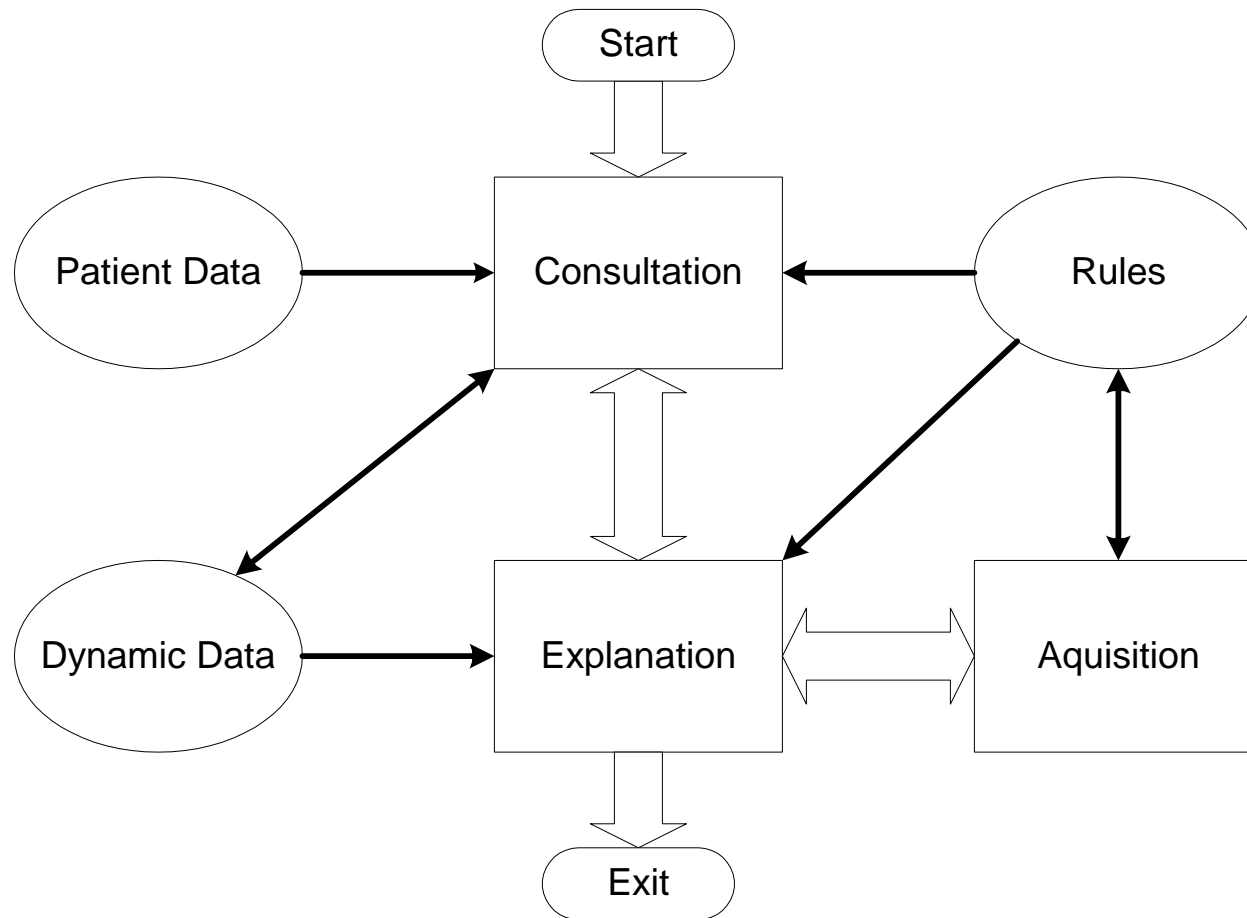 Start
Patient Data
Consultation
Rules
Dynamic Data
Explanation
Aquisition
Exit